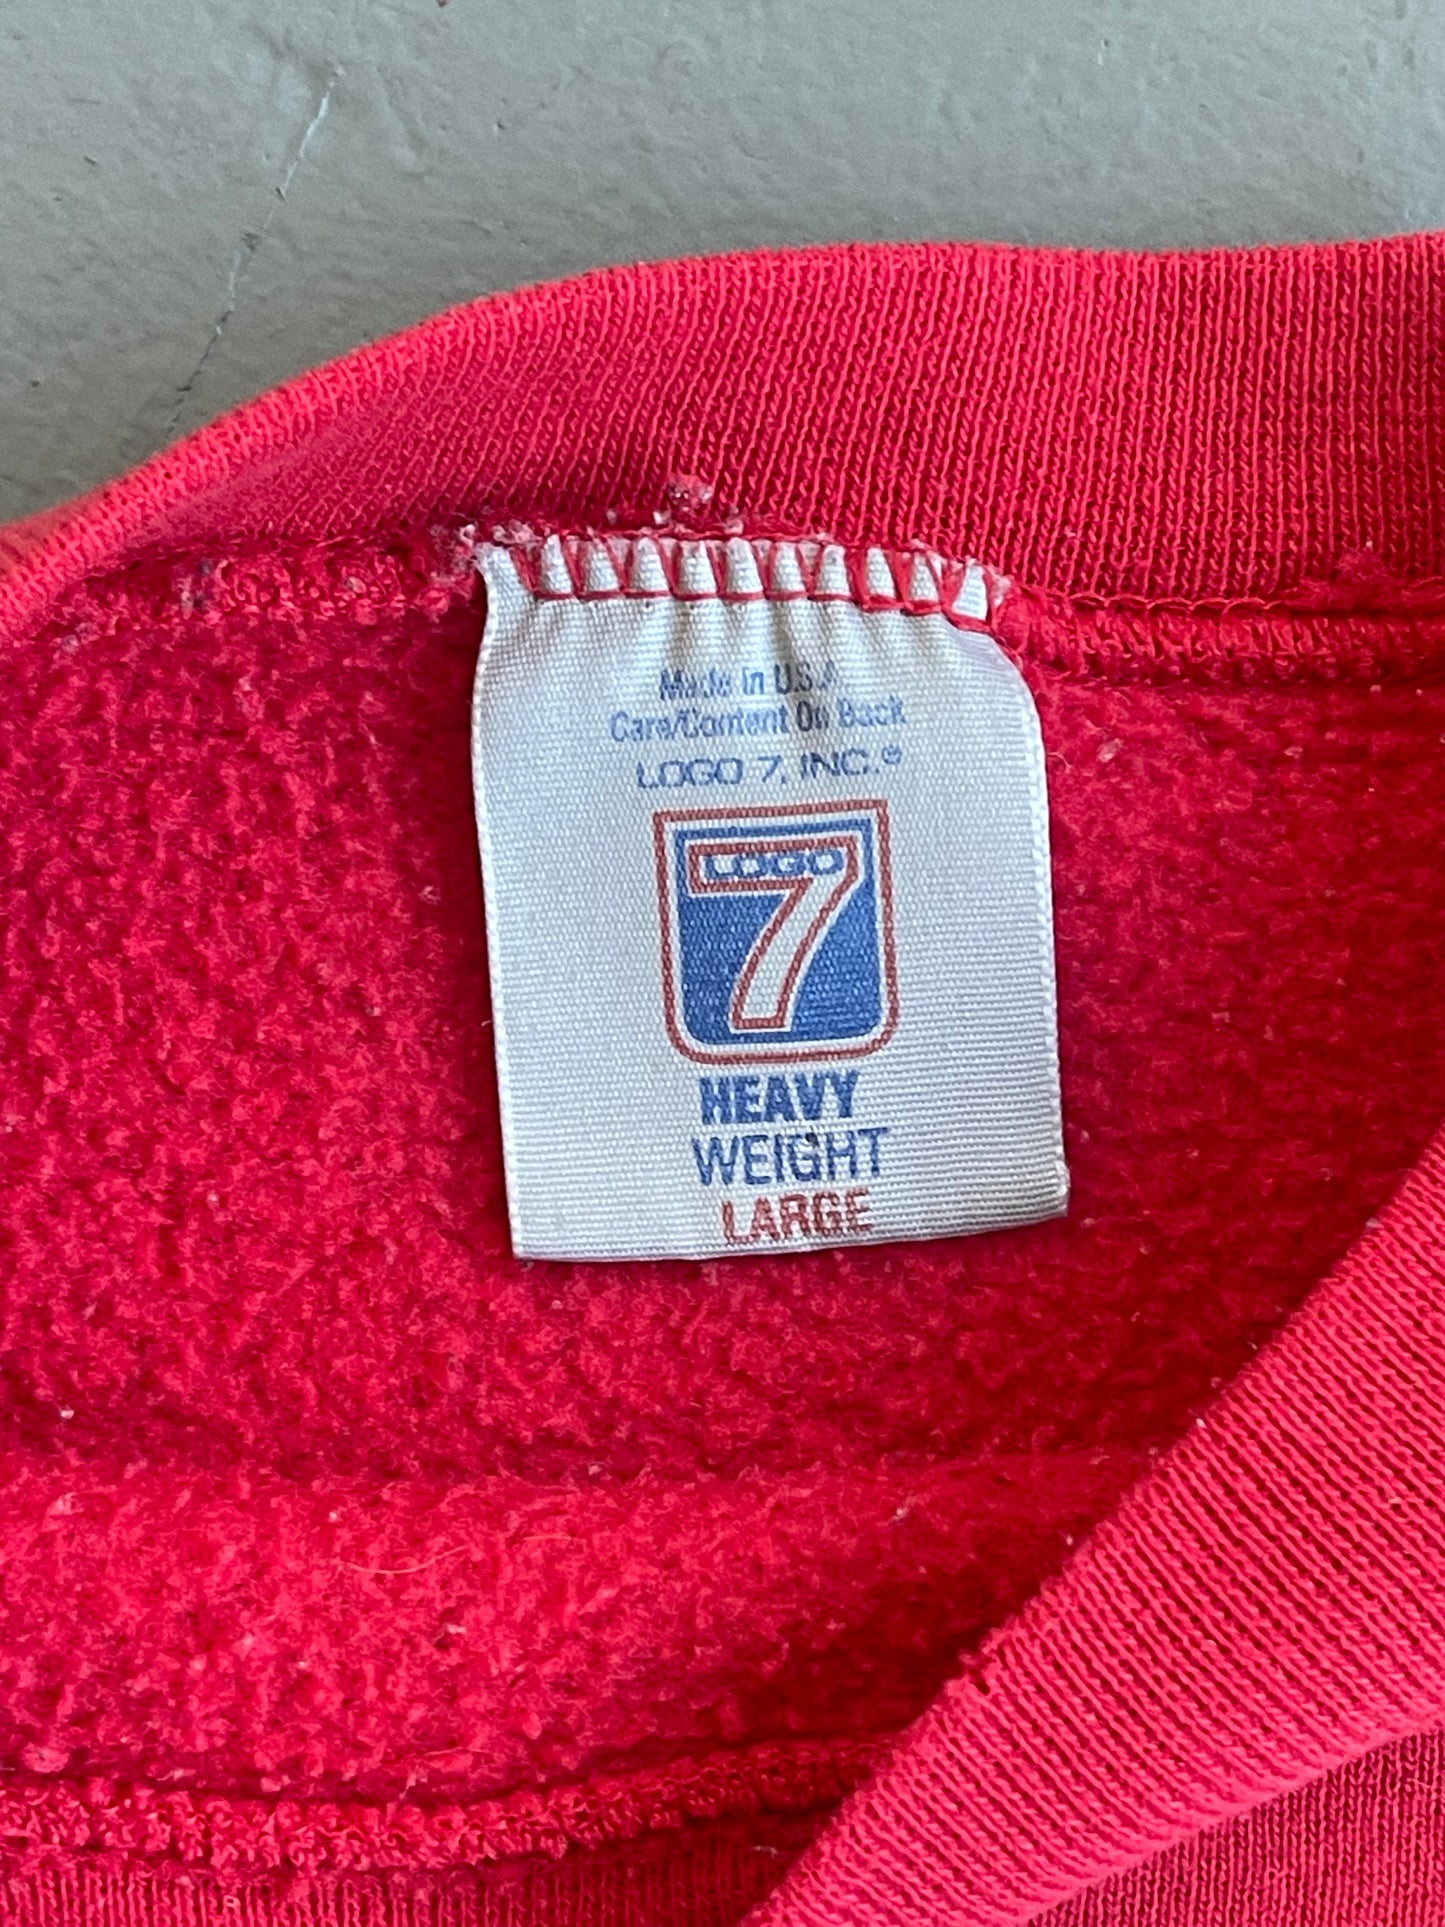 Made In U.S.A.
Care/Content On Back
LOGO 7, INC.®
LOGO
7
HEAVY
WEIGHT
LARGE